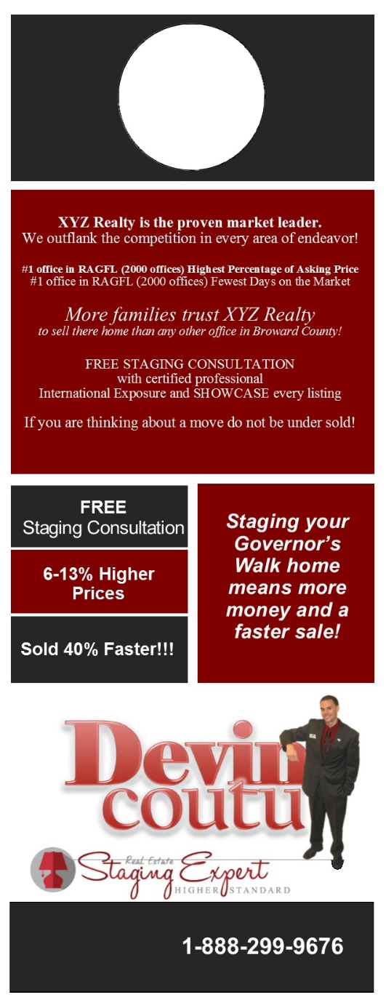 XYZ Realty is the proven market leader.
We outflank the competition in every area of endeavor!
#1 office in RAGFL (2000 offices) Highest Percentage of Asking Price
#1 office in RAGFL (2000 offices) Fewest Days on the Market
More families trust XYZ Realty
to sell there home than any other office in Broward County!
FREE STAGING CONSULTATION
with certified professional
International Exposure and SHOWCASE every listing
If you are thinking about a move do not be under sold!
FREE
Staging Consultation
6-13% Higher
Prices
Sold 40% Faster!!!
Staging your
Governor's
Walk home
means more
money and a
faster sale!
Devin
coutu
Real Estate
Staging Expert
HIGHER STANDARD
1-888-299-9676